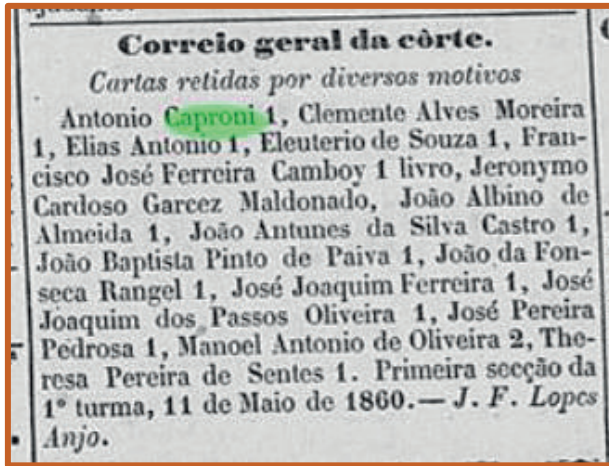 Correio geral da côrte.
Cartas retidas por diversos motivos
Antonio Caproni 1, Clemente Alves Moreira
1, Elias Antonio 1, Eleuterio de Souza 1, Fran-
cisco José Ferreira Camboy 1 livro, Jeronymo
Cardoso Garcez Maldonado, João Albino de
Almeida 1, João Antunes da Silva Castro 1,
João Baptista Pinto de Paiva 1, João da Fon-
seca Rangel 1, José Joaquim Ferreira 1, José
Joaquim dos Passos Oliveira 1, José Pereira
Pedrosa 1, Manoel Antonio de Oliveira 2, The-
resa Pereira de Sentes 1. Primeira secção da
1ª turma, 11 de Maio de 1860.— J. F. Lopes
Anjo.